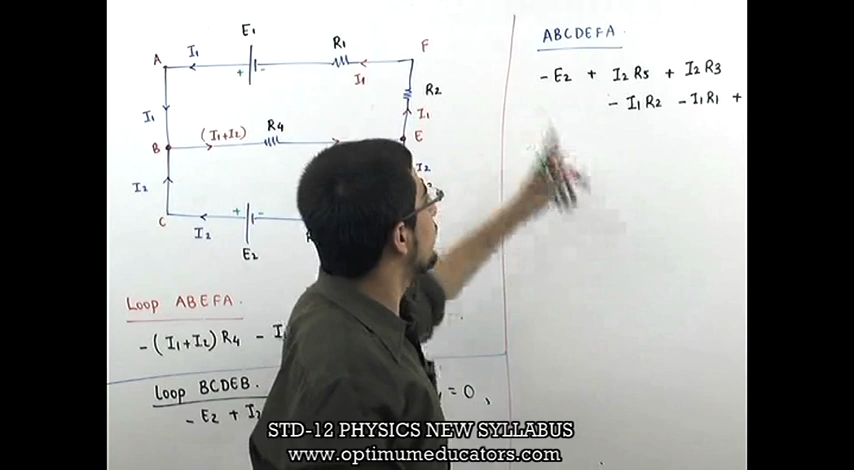 E₁
A
I₁
R₁
F
+
-
I₁
R₂
I₁
I₁
(I₁+I₂)
R₄
B
E
I₂
I₂
C
+
-
I₂
E₂
Loop ABEFA.
-(I₁+I₂) R₄ -
Loop BCDEB.
- E₂ + I₂
= 0,
ABCDEFA
- E₂ + I₂ R₅ + I₂ R₃
- I₁ R₂ - I₁ R₁ +
STD-12 PHYSICS NEW SYLLABUS
www.optimumeducators.com